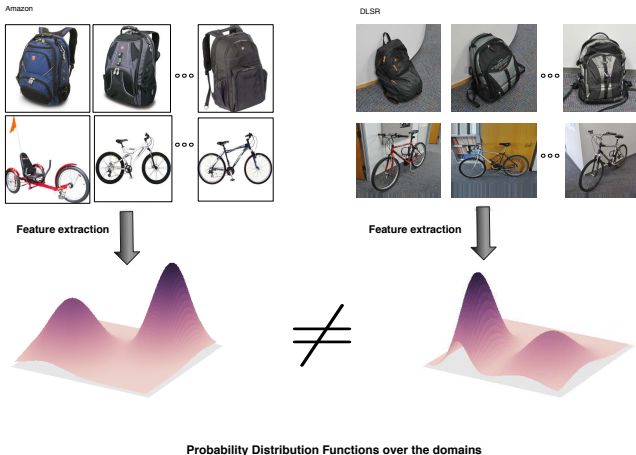 Amazon
DLSR
Feature extraction
Feature extraction
Probability Distribution Functions over the domains